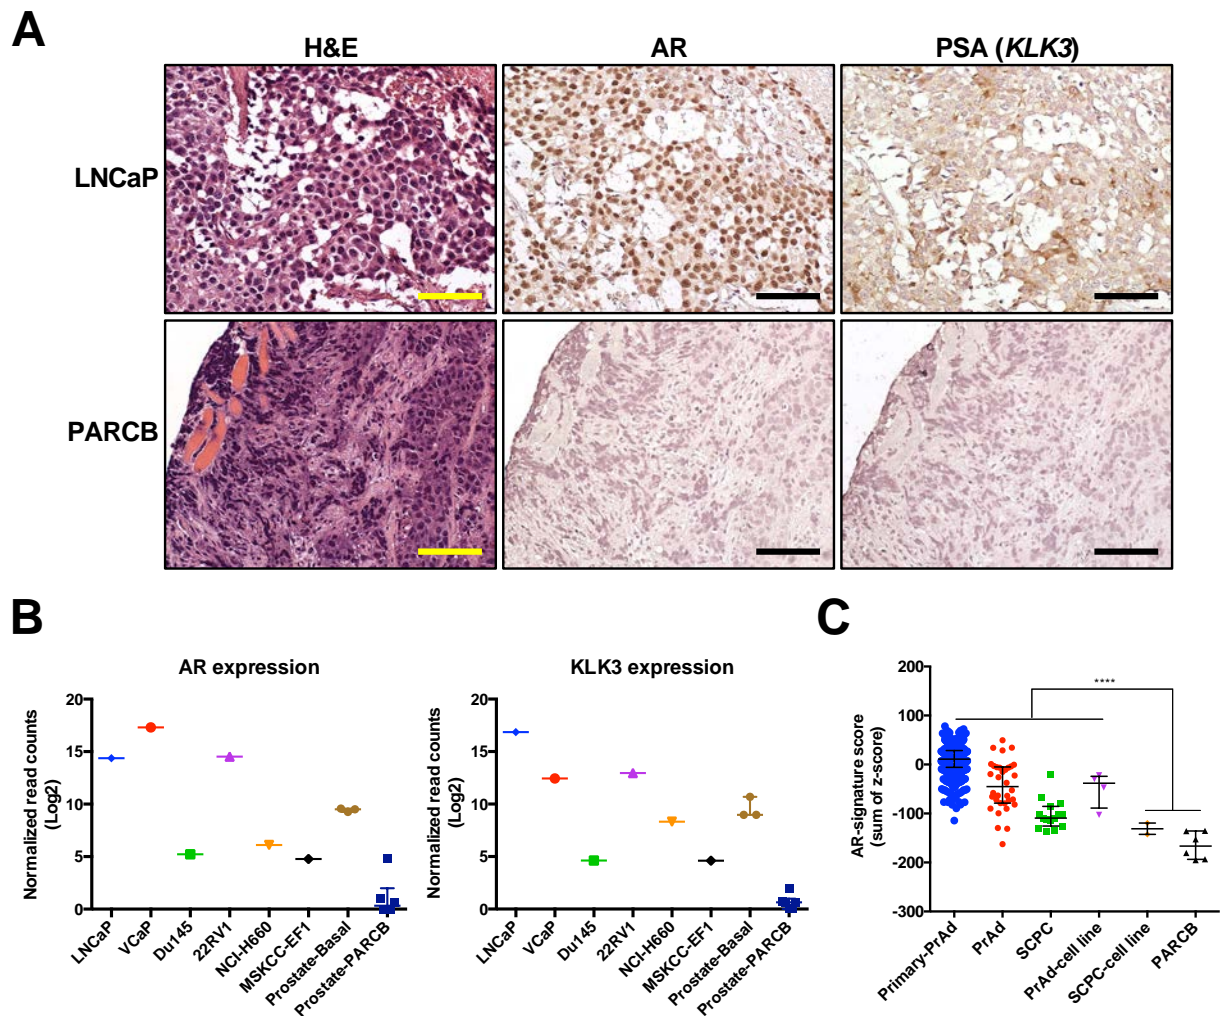 A
H&E
AR
PSA (KLK3)
LNCaP
PARCB
B
AR expression
Normalized read counts
(Log2)
20
15
10
5
0
LNCaP
VCaP
Du145
22RV1
NCI-H660
MSKCC-EF1
Prostate-Basal
Prostate-PARCB
KLK3 expression
Normalized read counts
(Log2)
20
15
10
5
0
LNCaP
VCaP
Du145
22RV1
NCI-H660
MSKCC-EF1
Prostate-Basal
Prostate-PARCB
C
AR-signature score
(sum of z-score)
200
100
0
-100
-200
-300
****
Primary-PrAd
PrAd
SCPC
PrAd-cell line
SCPC-cell line
PARCB